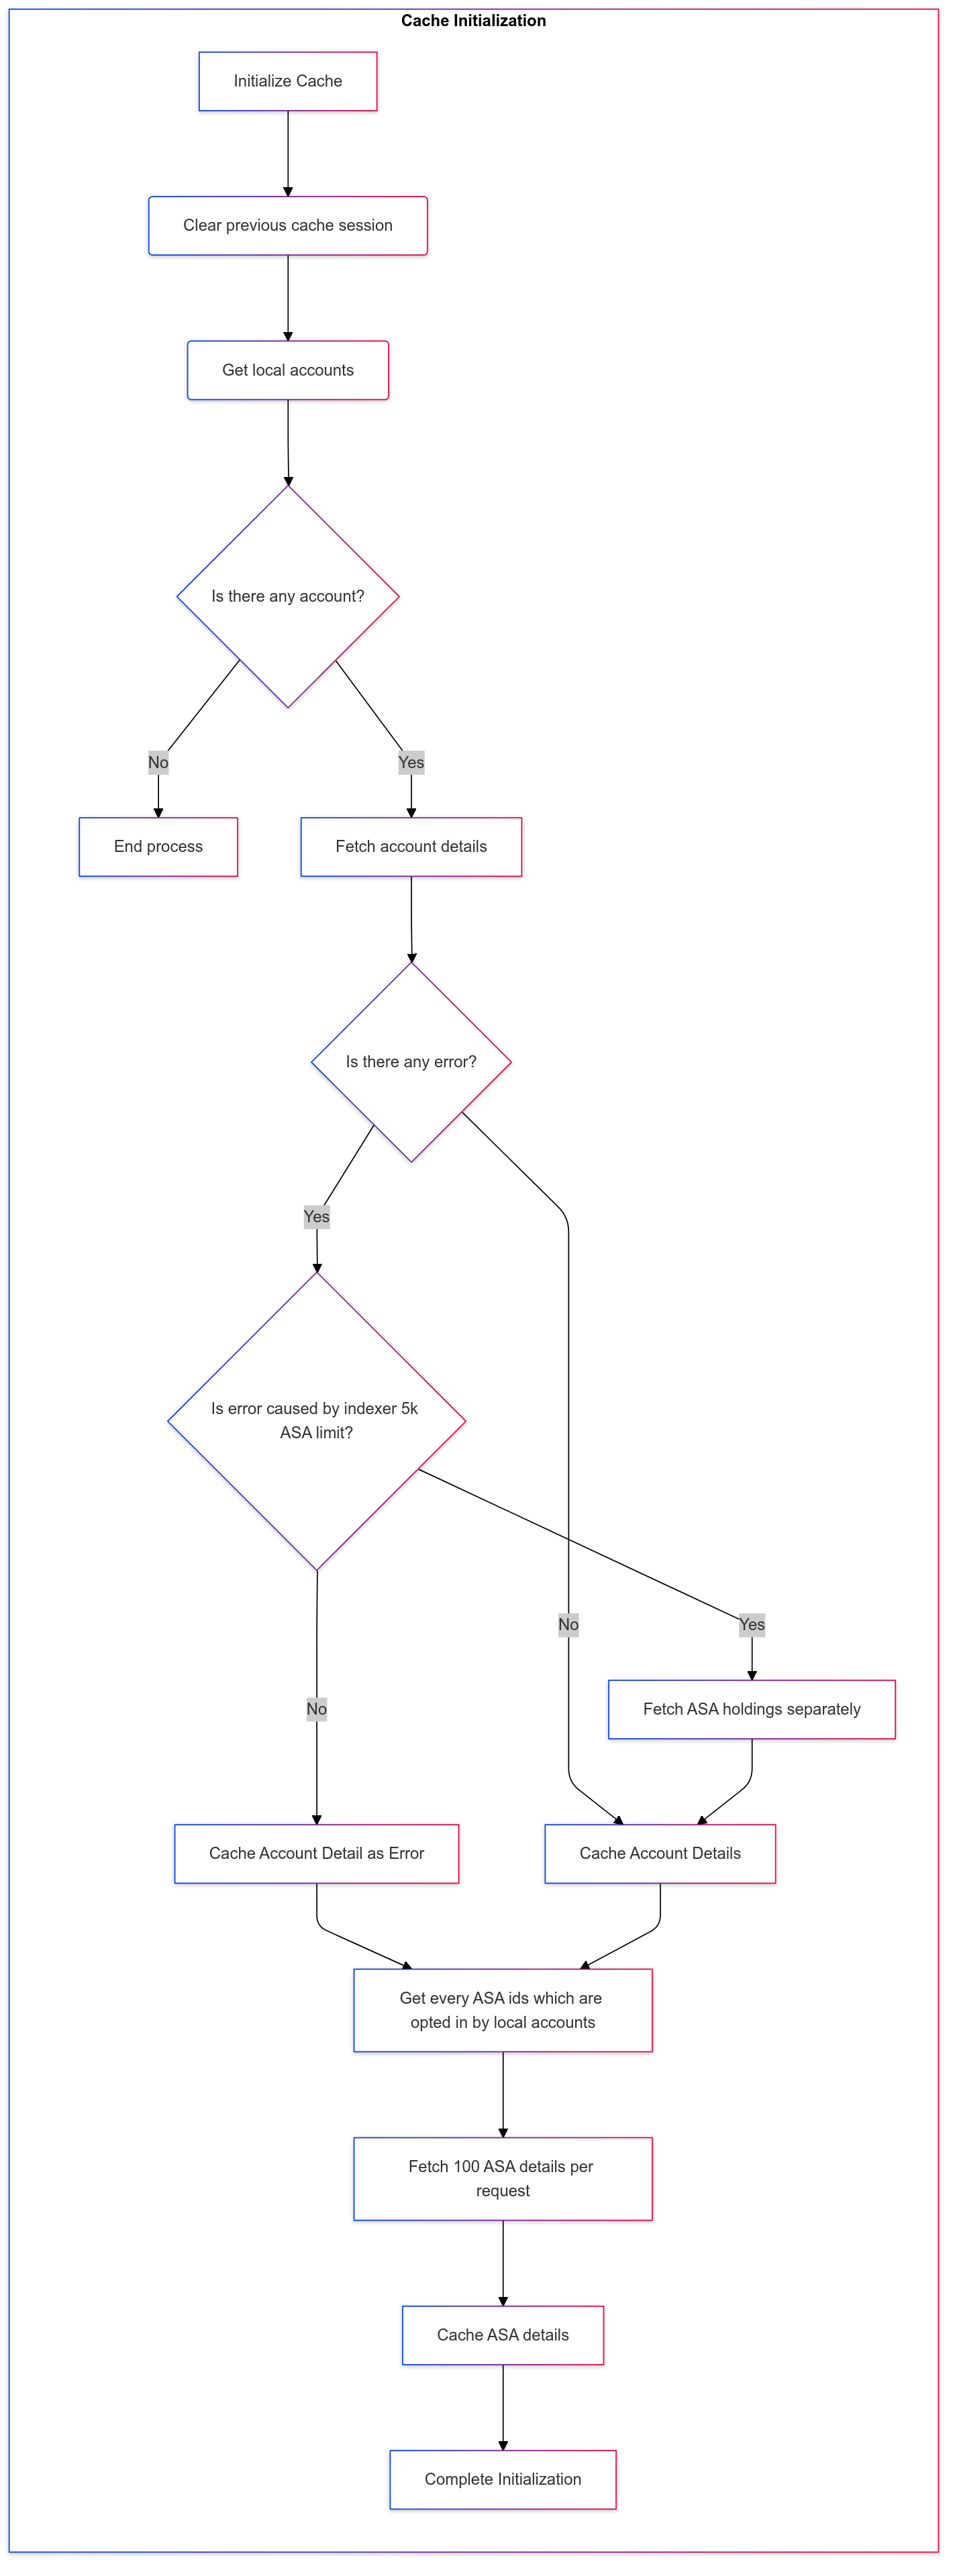 Cache Initialization
Initialize Cache
Clear previous cache session
Get local accounts
Is there any account?
No
Yes
End process
Fetch account details
Is there any error?
Yes
Is error caused by indexer 5k
ASA limit?
No
Yes
No
Fetch ASA holdings separately
Cache Account Detail as Error
Cache Account Details
Get every ASA ids which are
opted in by local accounts
Fetch 100 ASA details per
request
Cache ASA details
Complete Initialization